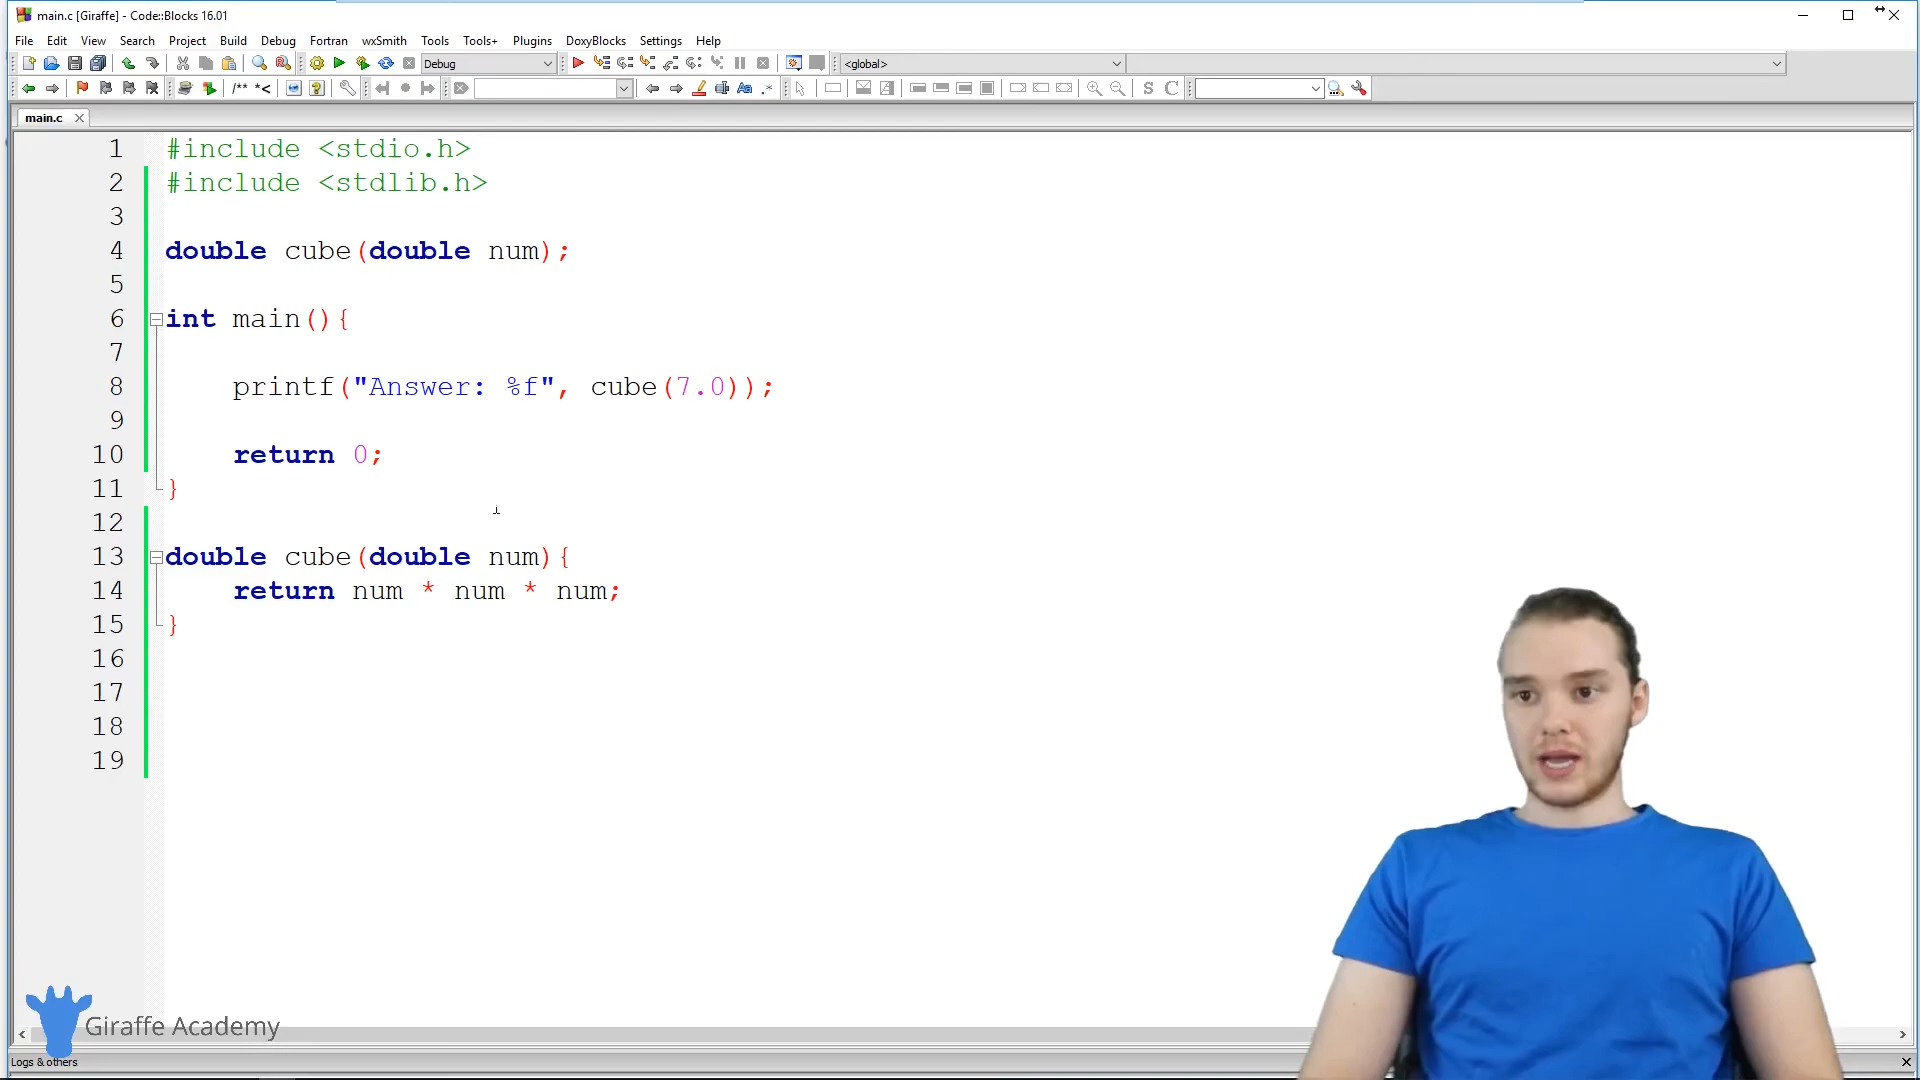 main.c [Giraffe] - Code::Blocks 16.01
File Edit View Search Project Build Debug Fortran wxSmith Tools Tools+ Plugins DoxyBlocks Settings Help
Debug <global>
/** *< Aa .* S C
main.c
1 #include <stdio.h>
2 #include <stdlib.h>
3
4 double cube(double num);
5
6 int main(){
7
8 printf("Answer: %f", cube(7.0));
9
10 return 0;
11 }
12
13 double cube(double num){
14 return num * num * num;
15 }
16
17
18
19
Giraffe Academy
Logs & others